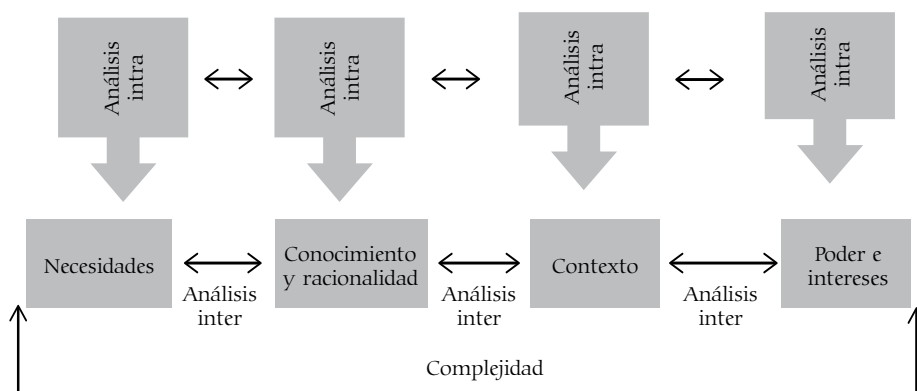 Análisis
intra
Análisis
intra
Análisis
intra
Análisis
intra
Necesidades
Conocimiento
y racionalidad
Contexto
Poder e
intereses
Análisis
inter
Análisis
inter
Análisis
inter
Complejidad